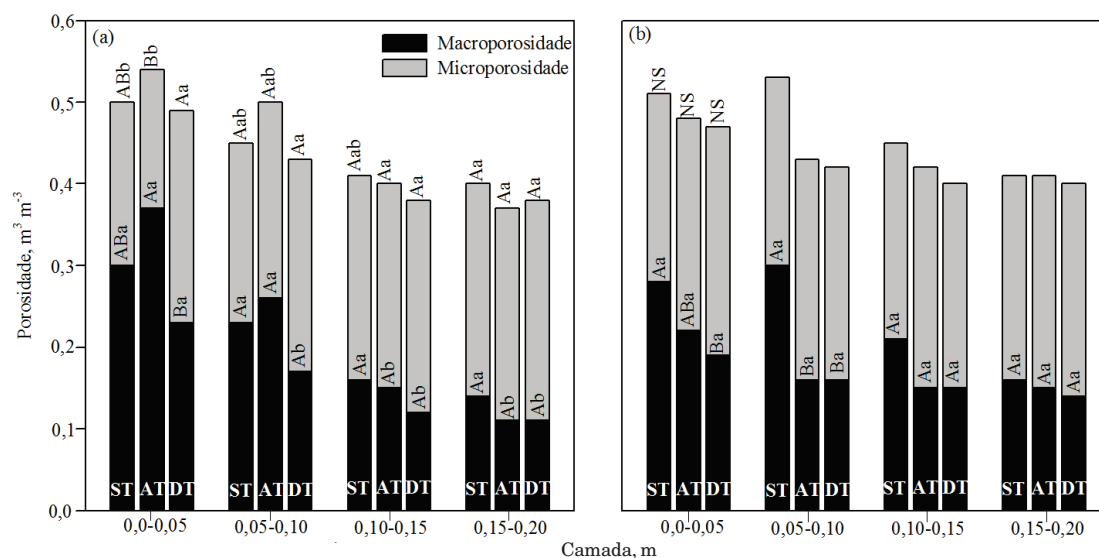 (a)
Macroporosidade
Microporosidade
(b)
Porosidade, m³ m⁻³
0,6
0,5
0,4
0,3
0,2
0,1
0,0
ABb Bb Aa Aab Aab Aa Aab Aa Aa Aa Aa Aa
ABa Aa Ba Aa Aa Ab Aa Ab Ab Aa Ab Ab
NS NS NS
Aa ABa Ba Aa Ba Ba Aa Aa Aa Aa Aa Aa
ST AT DT ST AT DT ST AT DT ST AT DT
ST AT DT ST AT DT ST AT DT ST AT DT
0,0-0,05 0,05-0,10 0,10-0,15 0,15-0,20
0,0-0,05 0,05-0,10 0,10-0,15 0,15-0,20
Camada, m